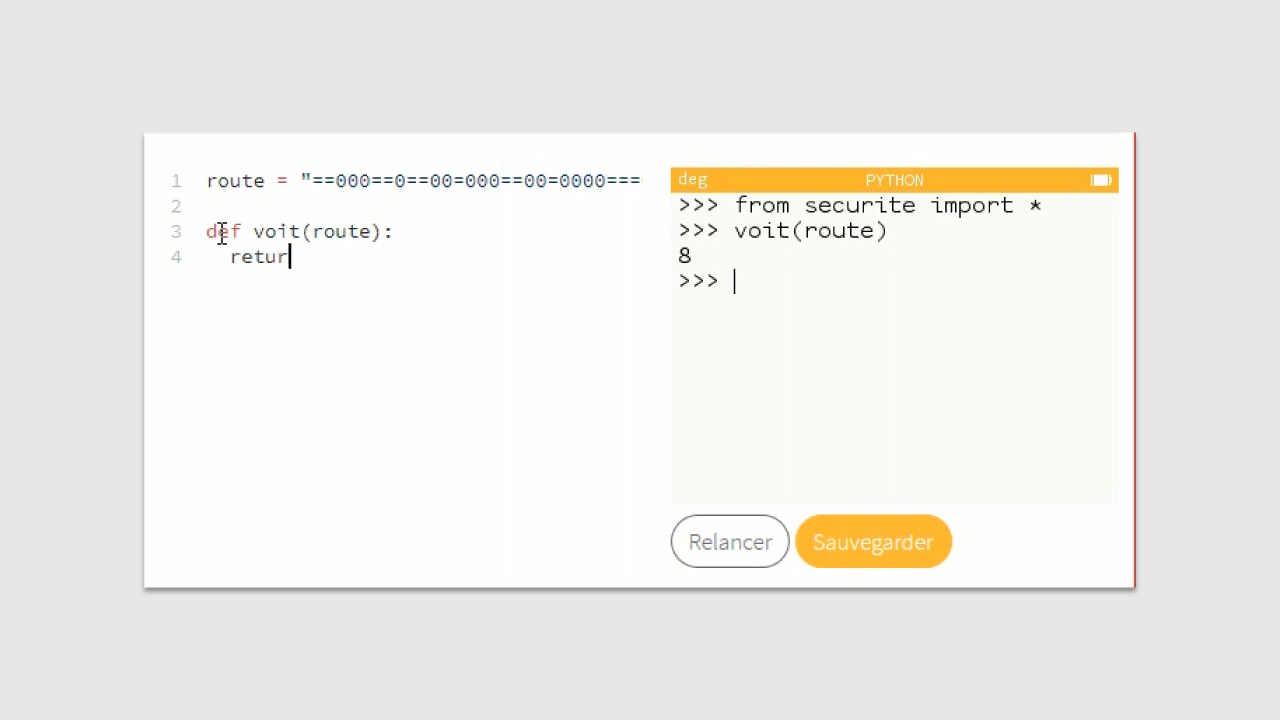 1 route = "==000==0==00=000==00=0000===
2
3 def voit(route):
4 retur
deg PYTHON
>>> from securite import *
>>> voit(route)
8
>>>
Relancer Sauvegarder